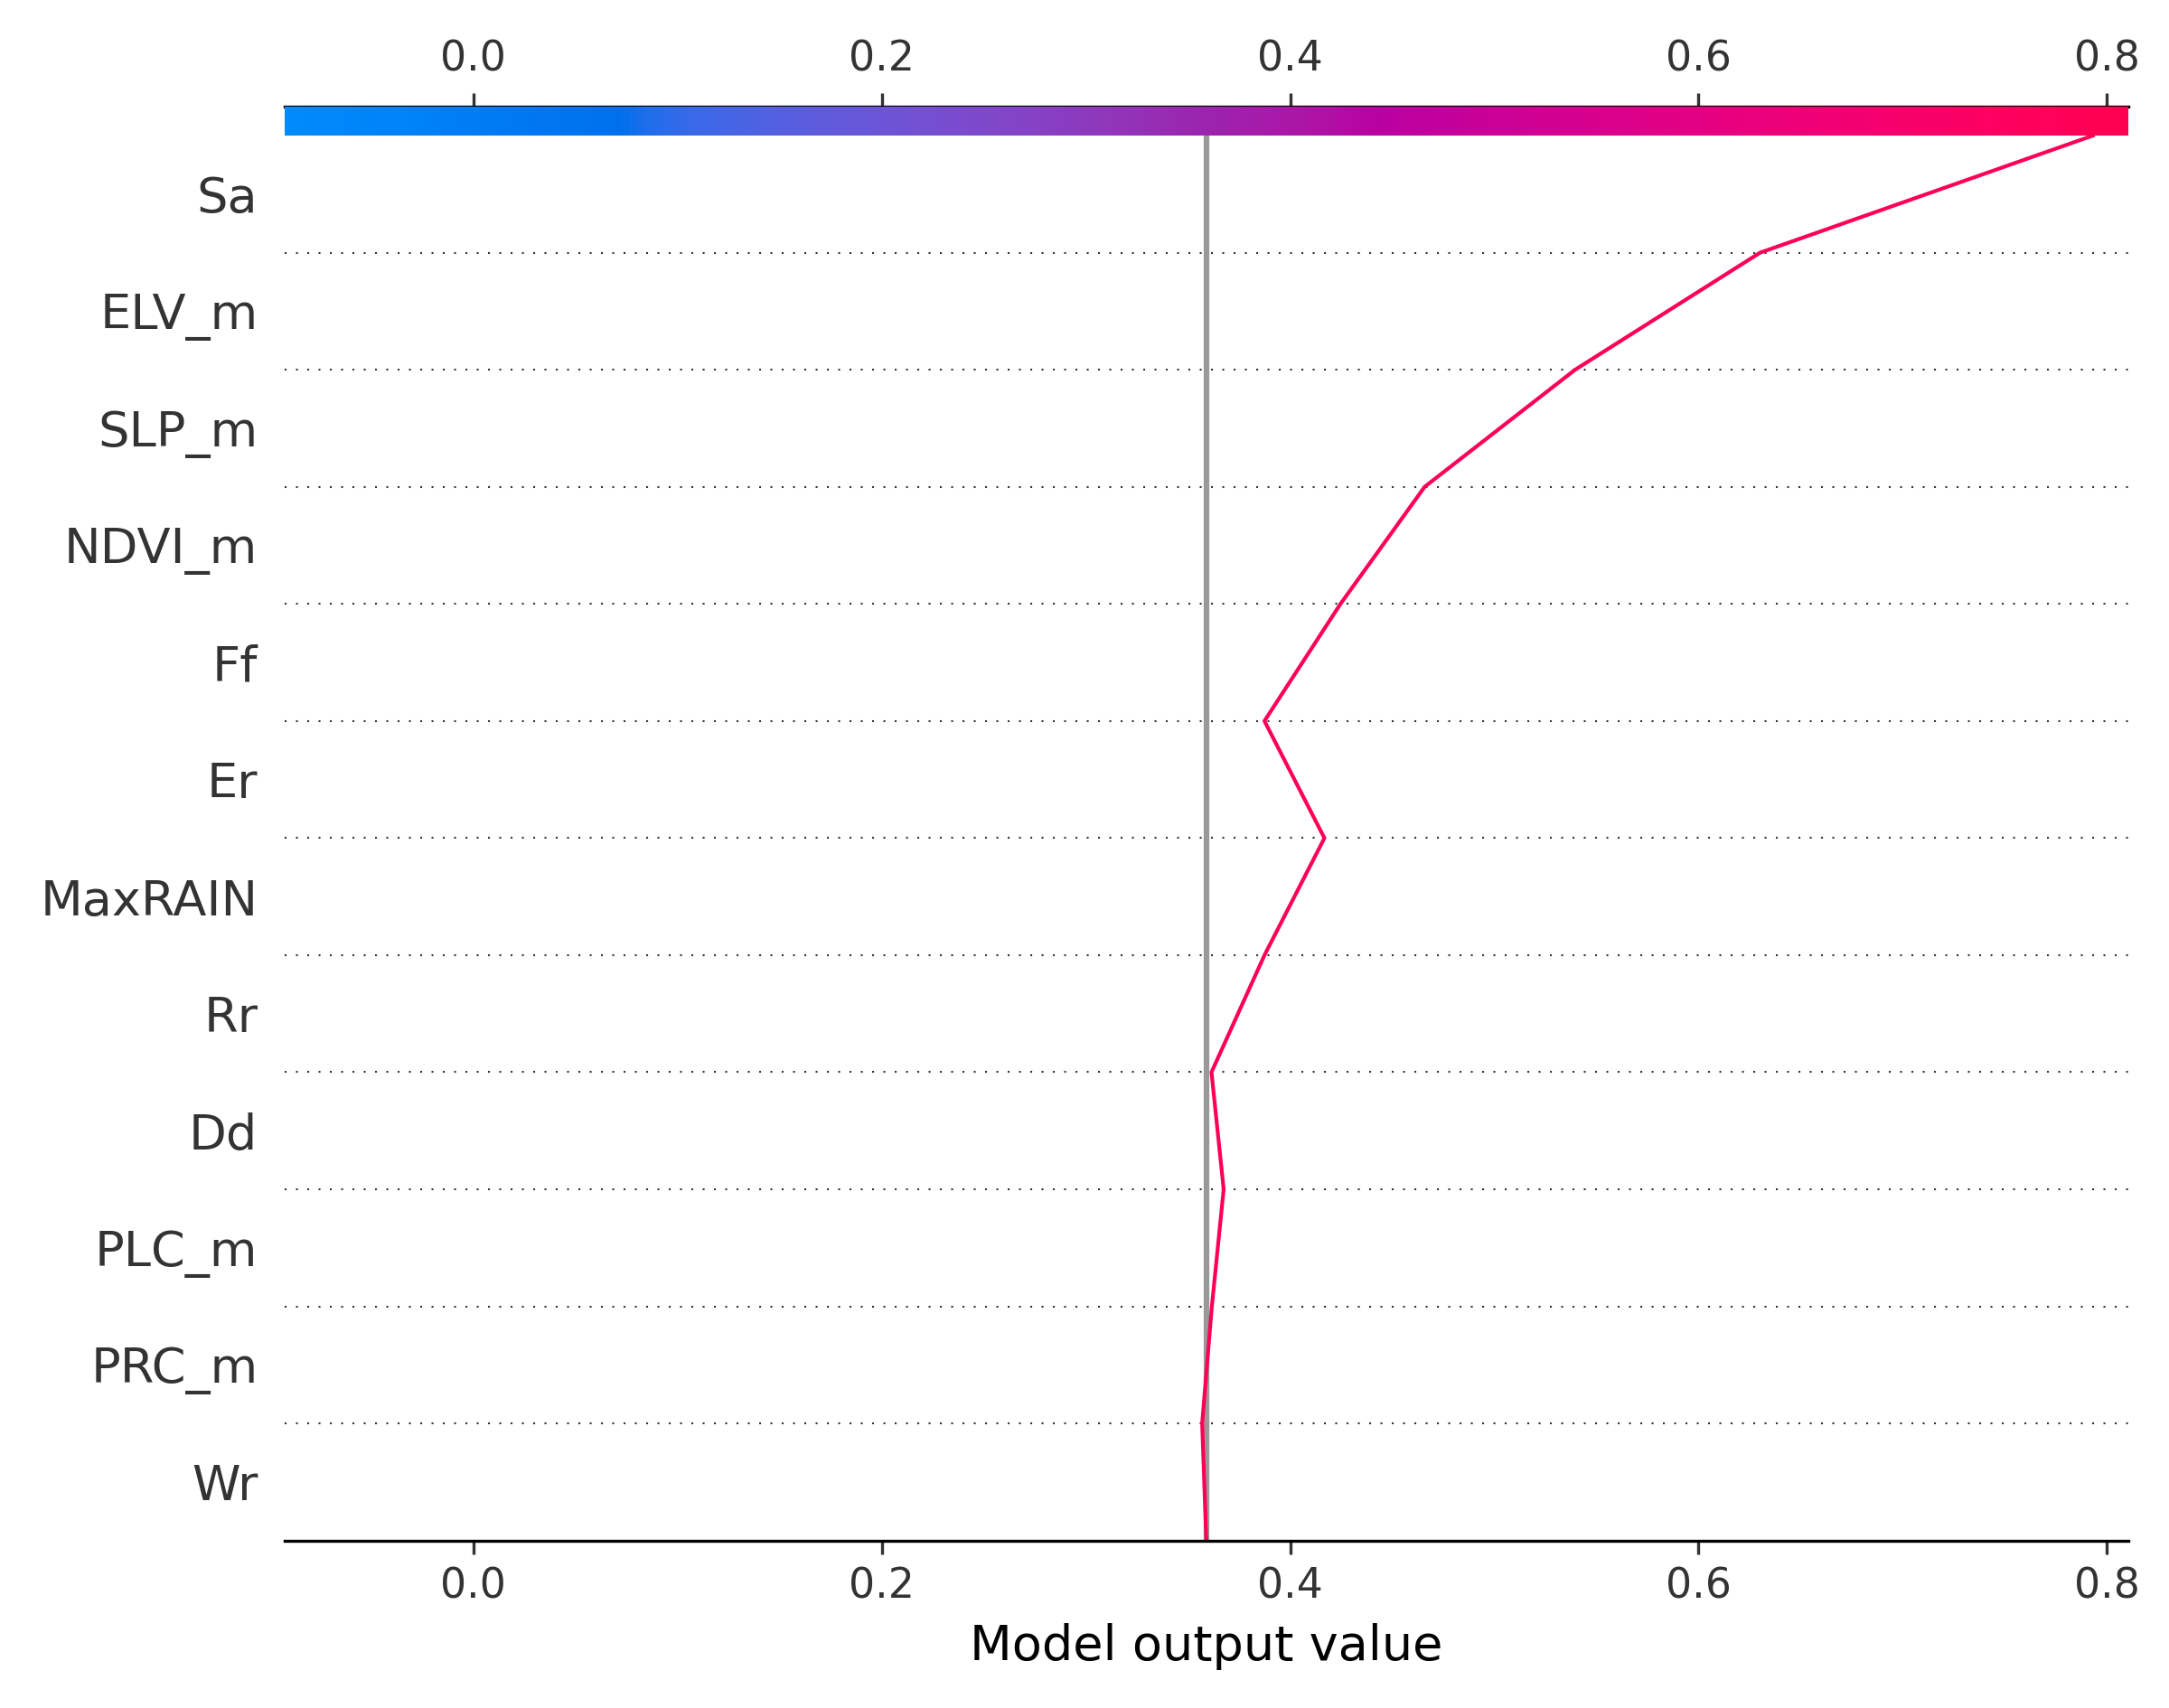 0.0 0.2 0.4 0.6 0.8
Sa
ELV_m
SLP_m
NDVI_m
Ff
Er
MaxRAIN
Rr
Dd
PLC_m
PRC_m
Wr
0.0 0.2 0.4 0.6 0.8
Model output value